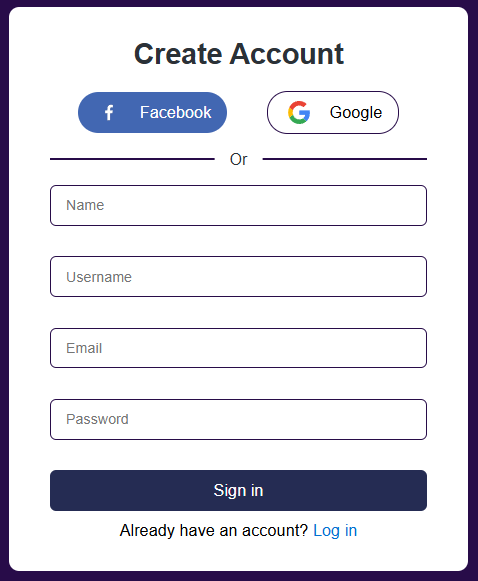 Create Account
Facebook
Google
Or
Name
Username
Email
Password
Sign in
Already have an account? Log in